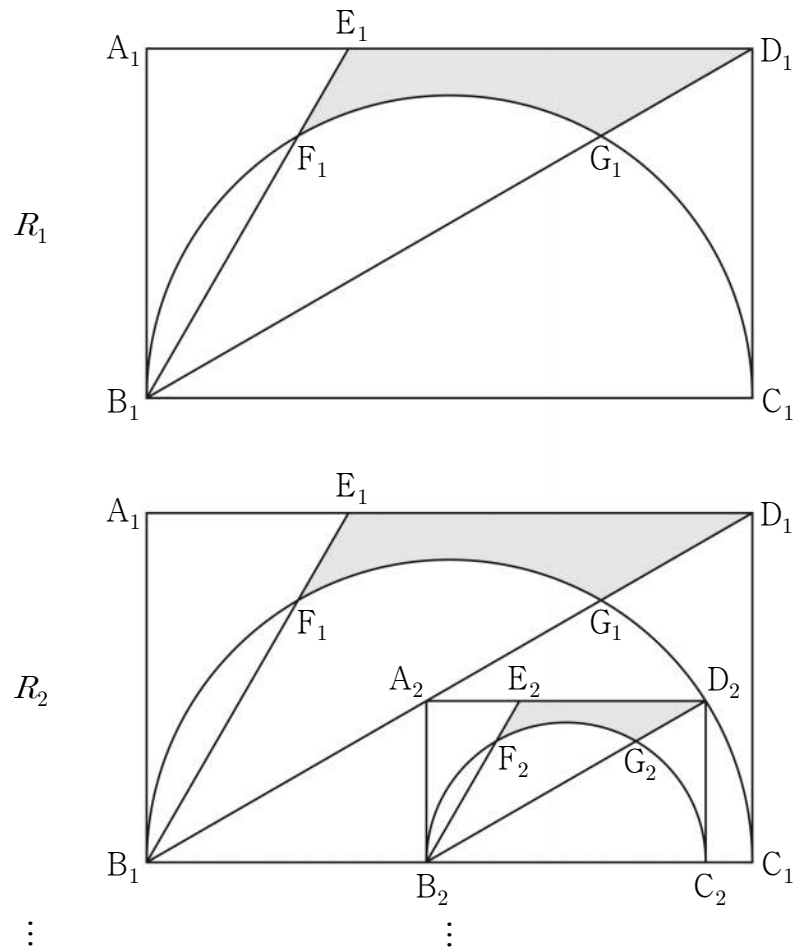 A₁ E₁ D₁
F₁ G₁
R₁
B₁ C₁
A₁ E₁ D₁
F₁ G₁
R₂ A₂ E₂ D₂
F₂ G₂
B₁ B₂ C₂ C₁
⋮ ⋮